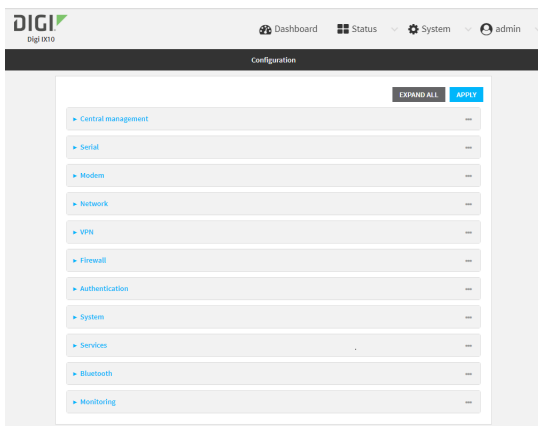 DIGI
Digi IX10
Dashboard Status System admin
Configuration
EXPAND ALL APPLY
Central management
Serial
Modem
Network
VPN
Firewall
Authentication
System
Services
Bluetooth
Monitoring